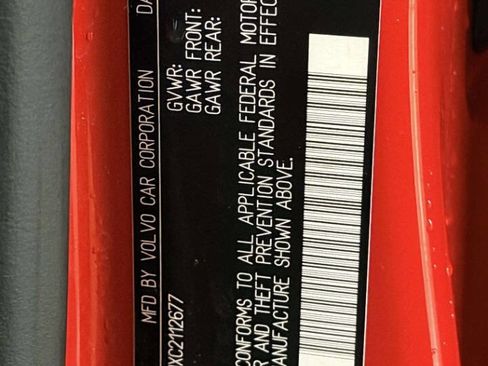 MFD BY VOLVO CAR CORPORATION DA
GVWR:
GAWR FRONT:
GAWR REAR:
XC2112677
CONFORMS TO ALL APPLICABLE FEDERAL MOTOR
AND THEFT PREVENTION STANDARDS IN EFFEC
ANUFACTURE SHOWN ABOVE.